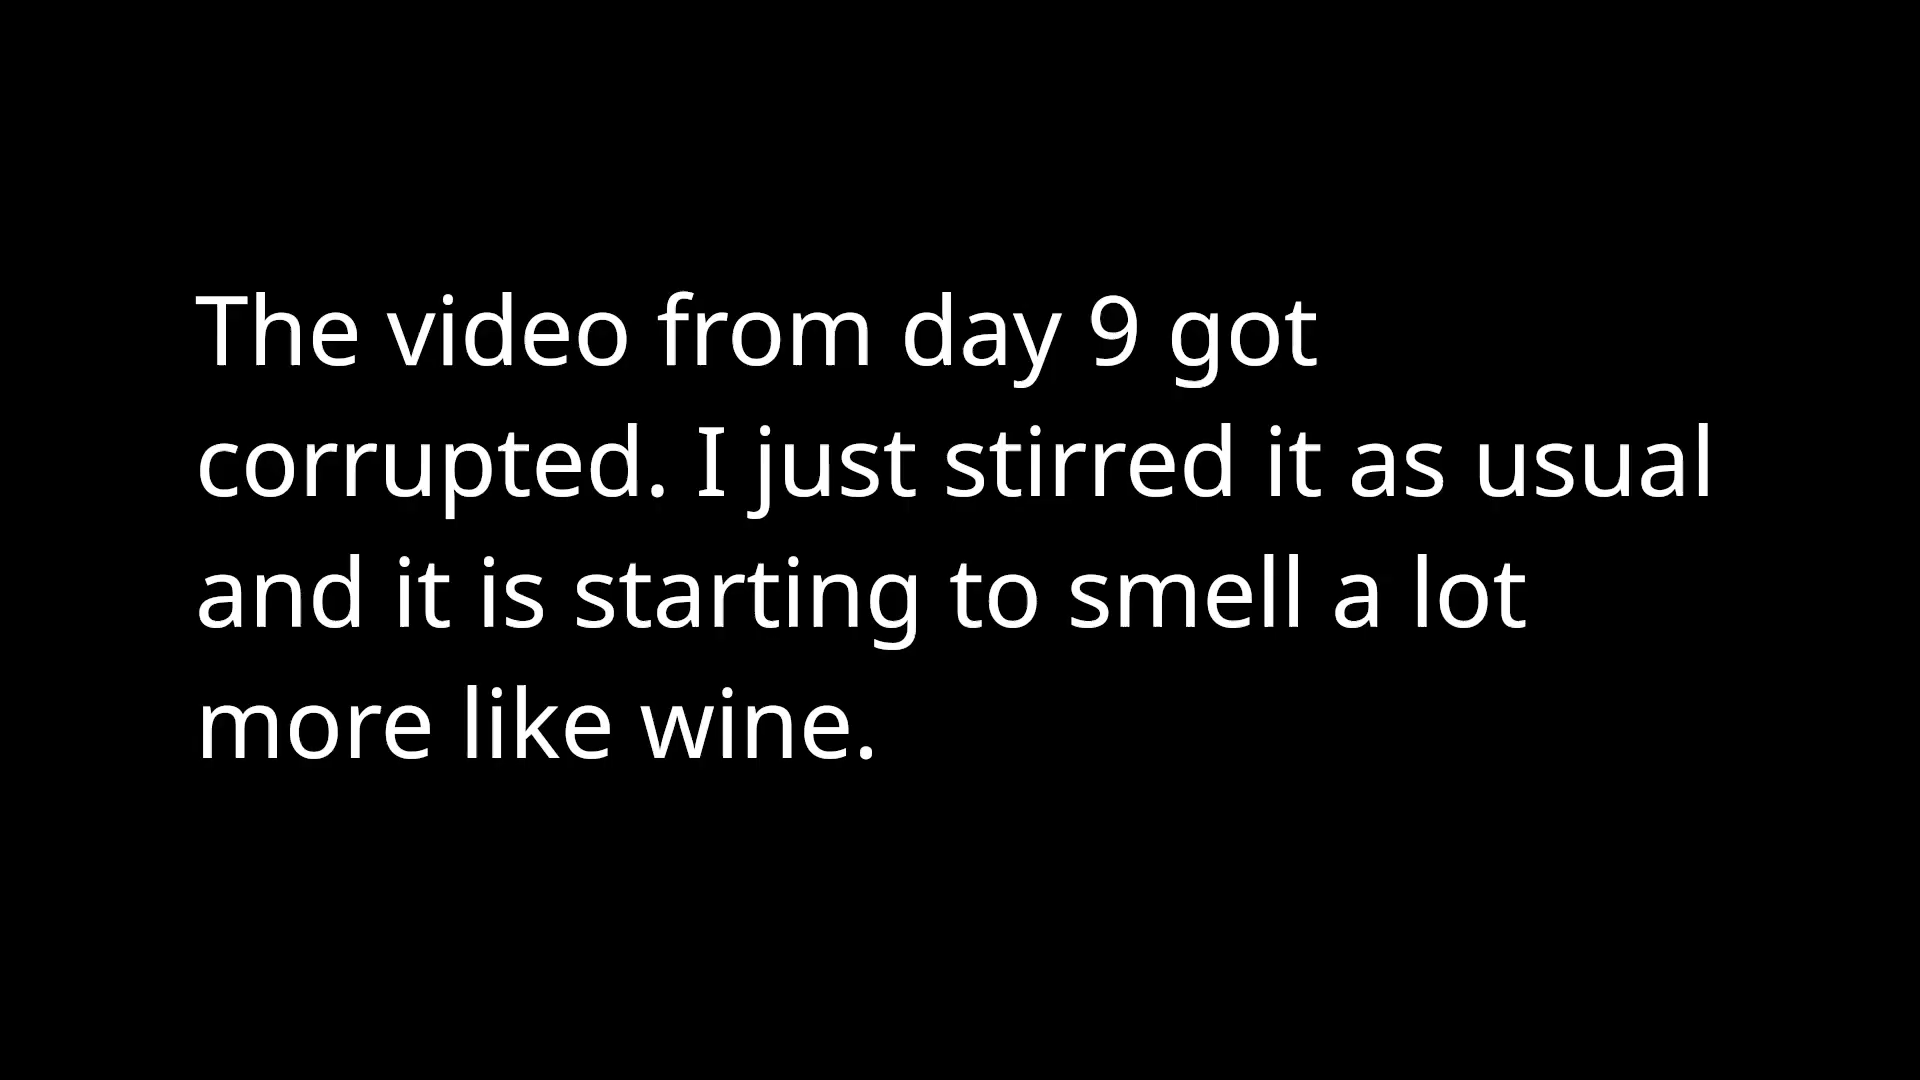 The video from day 9 got
corrupted. I just stirred it as usual
and it is starting to smell a lot
more like wine.